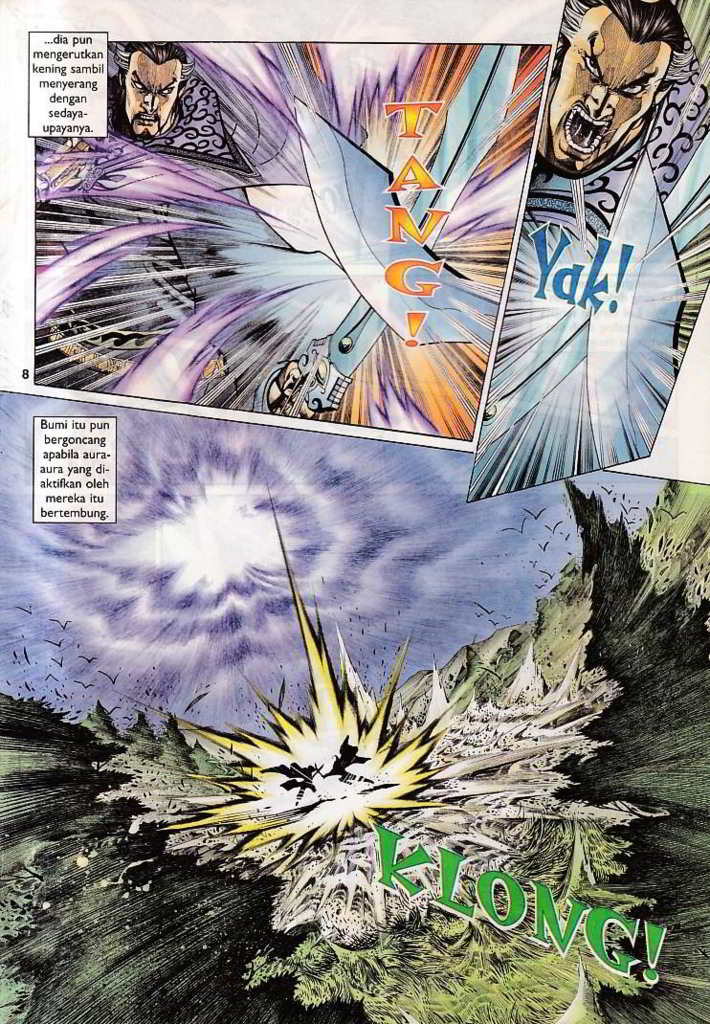 ...dia pun
mengerutkan
kening sambil
menyerang
dengan
sedaya-
upayanya.
TANG!
Yak!
8
Bumi itu pun
bergoncang
apabila aura-
aura yang di-
aktifkan oleh
mereka itu
bertembung.
KLONG!